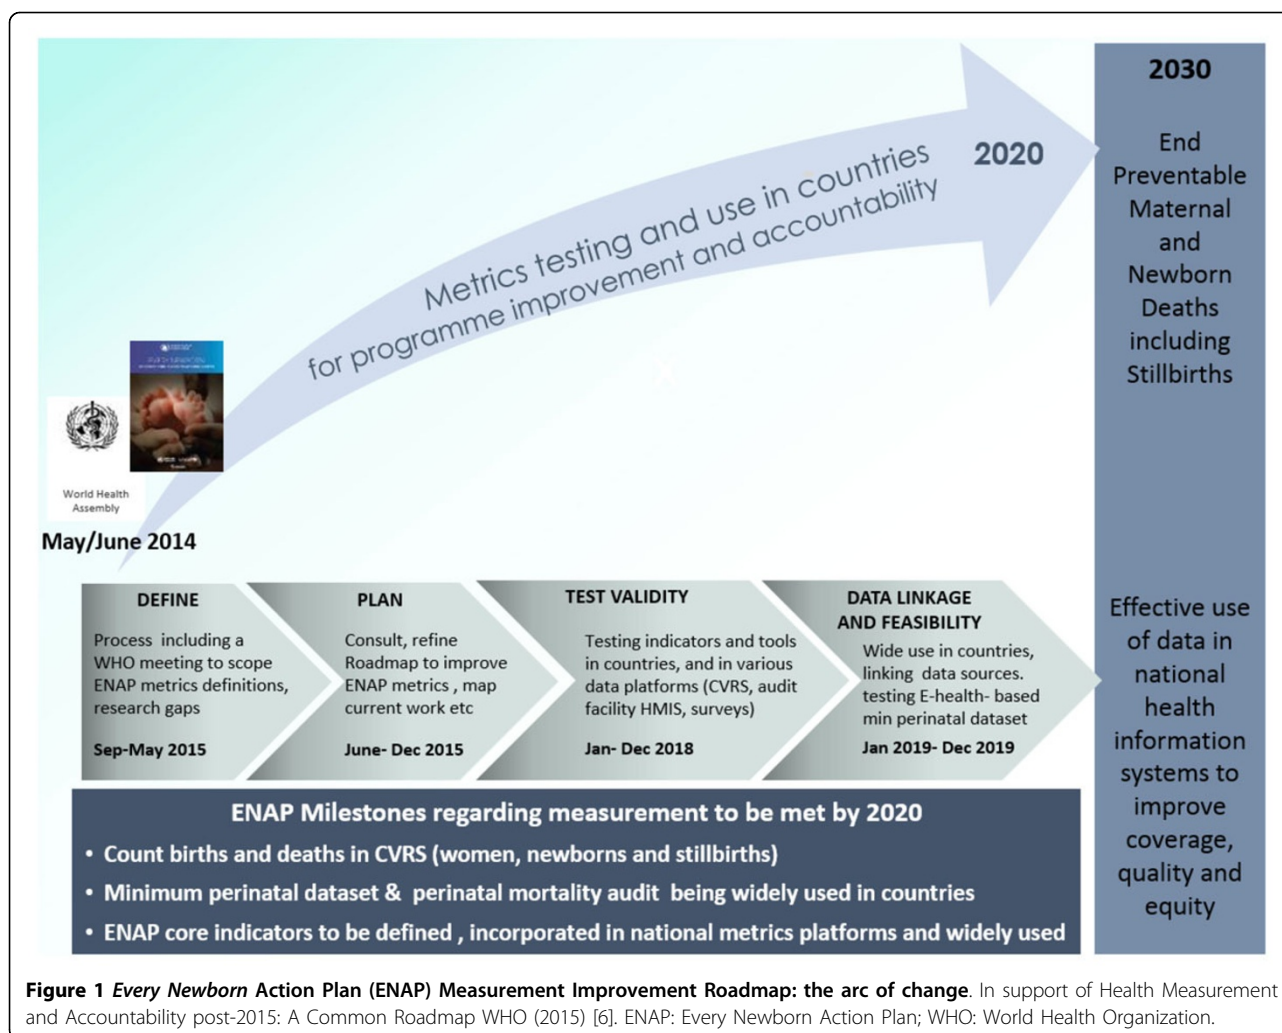 2030
End
Preventable
Maternal
and
Newborn
Deaths
including
Stillbirths
2020
Metrics testing and use in countries
for programme improvement and accountability
World Health
Assembly
May/June 2014
DEFINE
Process including a
WHO meeting to scope
ENAP metrics definitions,
research gaps
Sep-May 2015
PLAN
Consult, refine
Roadmap to improve
ENAP metrics , map
current work etc
June- Dec 2015
TEST VALIDITY
Testing indicators and tools
in countries, and in various
data platforms (CVRS, audit
facility HMIS, surveys)
Jan- Dec 2018
DATA LINKAGE
AND FEASIBILITY
Wide use in countries,
linking data sources.
testing E-health- based
min perinatal dataset
Jan 2019- Dec 2019
Effective use
of data in
national
health
information
systems to
improve
coverage,
quality and
equity
ENAP Milestones regarding measurement to be met by 2020
• Count births and deaths in CVRS (women, newborns and stillbirths)
• Minimum perinatal dataset & perinatal mortality audit being widely used in countries
• ENAP core indicators to be defined , incorporated in national metrics platforms and widely used
Figure 1 Every Newborn Action Plan (ENAP) Measurement Improvement Roadmap: the arc of change. In support of Health Measurement
and Accountability post-2015: A Common Roadmap WHO (2015) [6]. ENAP: Every Newborn Action Plan; WHO: World Health Organization.